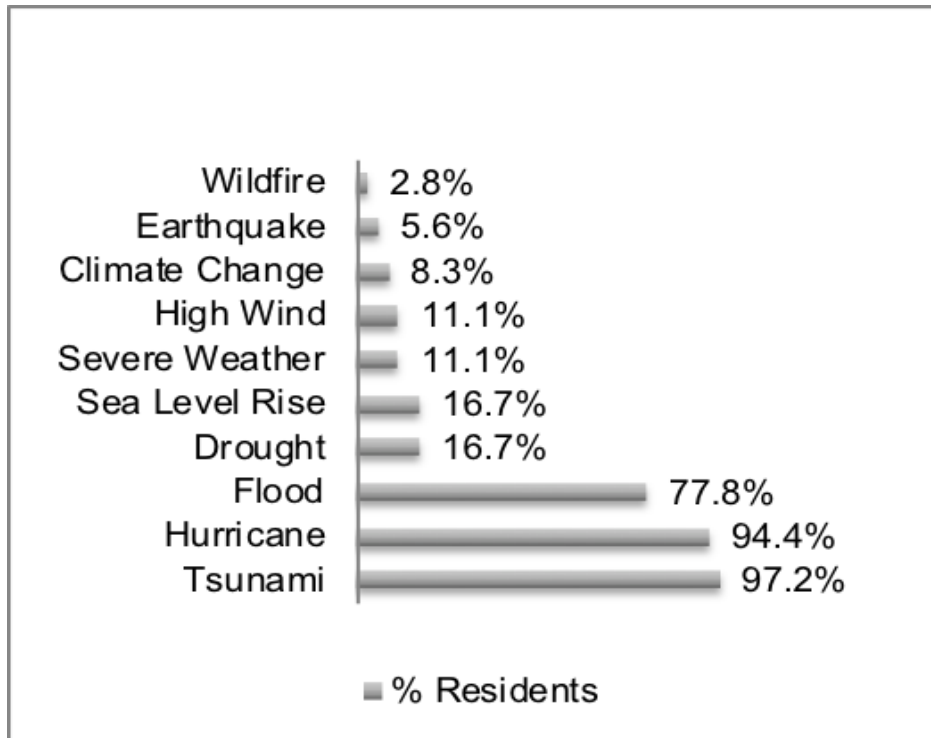 Wildfire 2.8%
Earthquake 5.6%
Climate Change 8.3%
High Wind 11.1%
Severe Weather 11.1%
Sea Level Rise 16.7%
Drought 16.7%
Flood 77.8%
Hurricane 94.4%
Tsunami 97.2%
% Residents